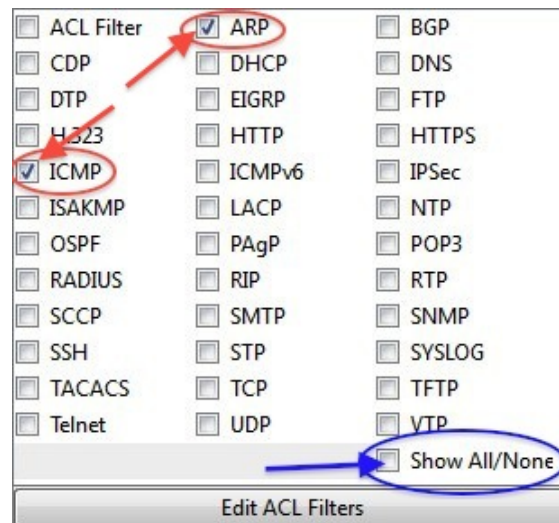 ACL Filter ARP BGP
CDP DHCP DNS
DTP EIGRP FTP
H.323 HTTP HTTPS
ICMP ICMPv6 IPSec
ISAKMP LACP NTP
OSPF PAgP POP3
RADIUS RIP RTP
SCCP SMTP SNMP
SSH STP SYSLOG
TACACS TCP TFTP
Telnet UDP VTP
Show All/None
Edit ACL Filters